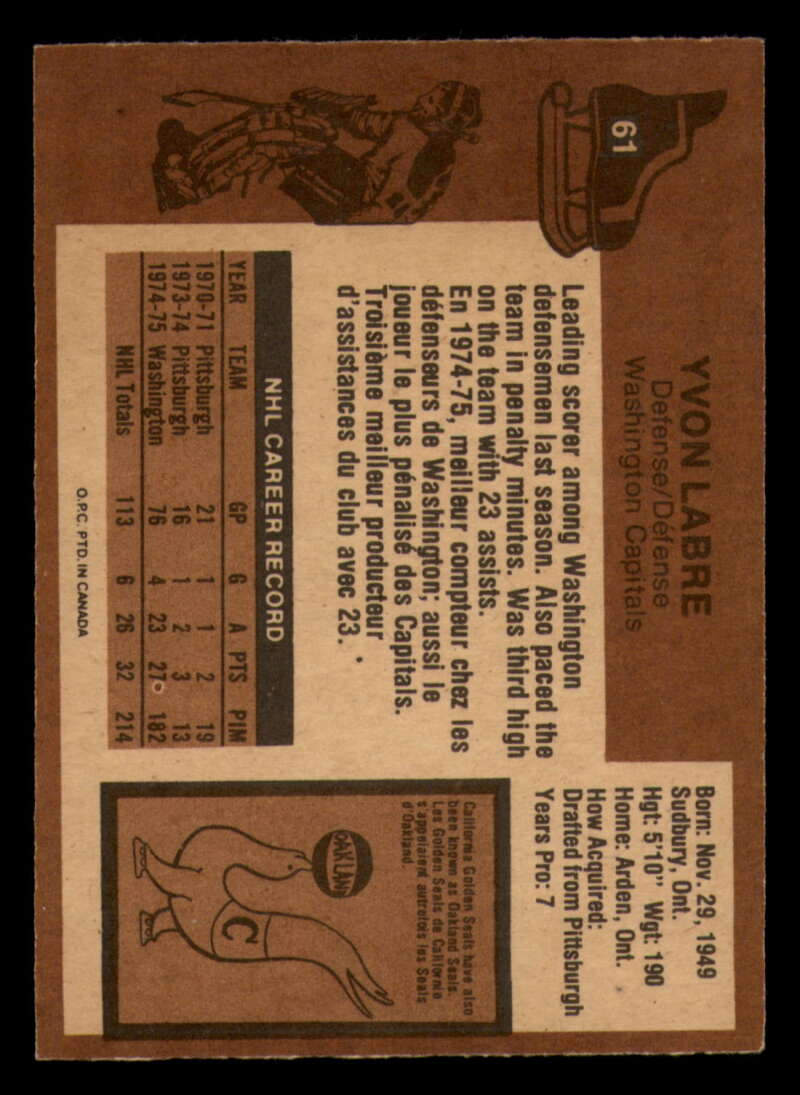 61
YVON LABRE
Defense/Défense
Washington Capitals
Born: Nov. 29, 1949
Sudbury, Ont.
Hgt: 5'10" Wgt: 190
Home: Arden, Ont.
How Acquired:
Drafted from Pittsburgh
Years Pro: 7
Leading scorer among Washington
defensemen last season. Also paced the
team in penalty minutes. Was third high
on the team with 23 assists.
En 1974-75, meilleur compteur chez les
défenseurs de Washington; aussi le
joueur le plus pénalisé des Capitals.
Troisième meilleur producteur
d'assistances du club avec 23.
NHL CAREER RECORD
YEAR TEAM GP G A PTS PIM
1970-71 Pittsburgh 21 1 1 2 19
1973-74 Pittsburgh 16 1 2 3 13
1974-75 Washington 76 4 23 27 182
NHL Totals 113 6 26 32 214
California Golden Seals have also
been known as Oakland Seals.
Les Golden Seals de Californie
s'appelaient autrefois les Seals
d'Oakland.
OAKLAND
C
O.P.C. PTD. IN CANADA